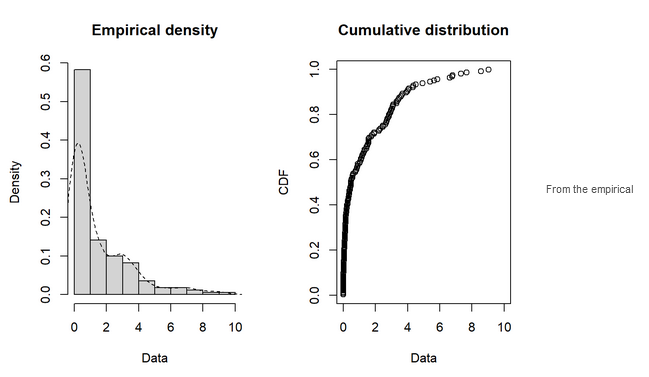 Empirical density
Cumulative distribution
Density
0.0 0.1 0.2 0.3 0.4 0.5 0.6
0 2 4 6 8 10
Data
CDF
0.0 0.2 0.4 0.6 0.8 1.0
0 2 4 6 8 10
Data
From the empirical